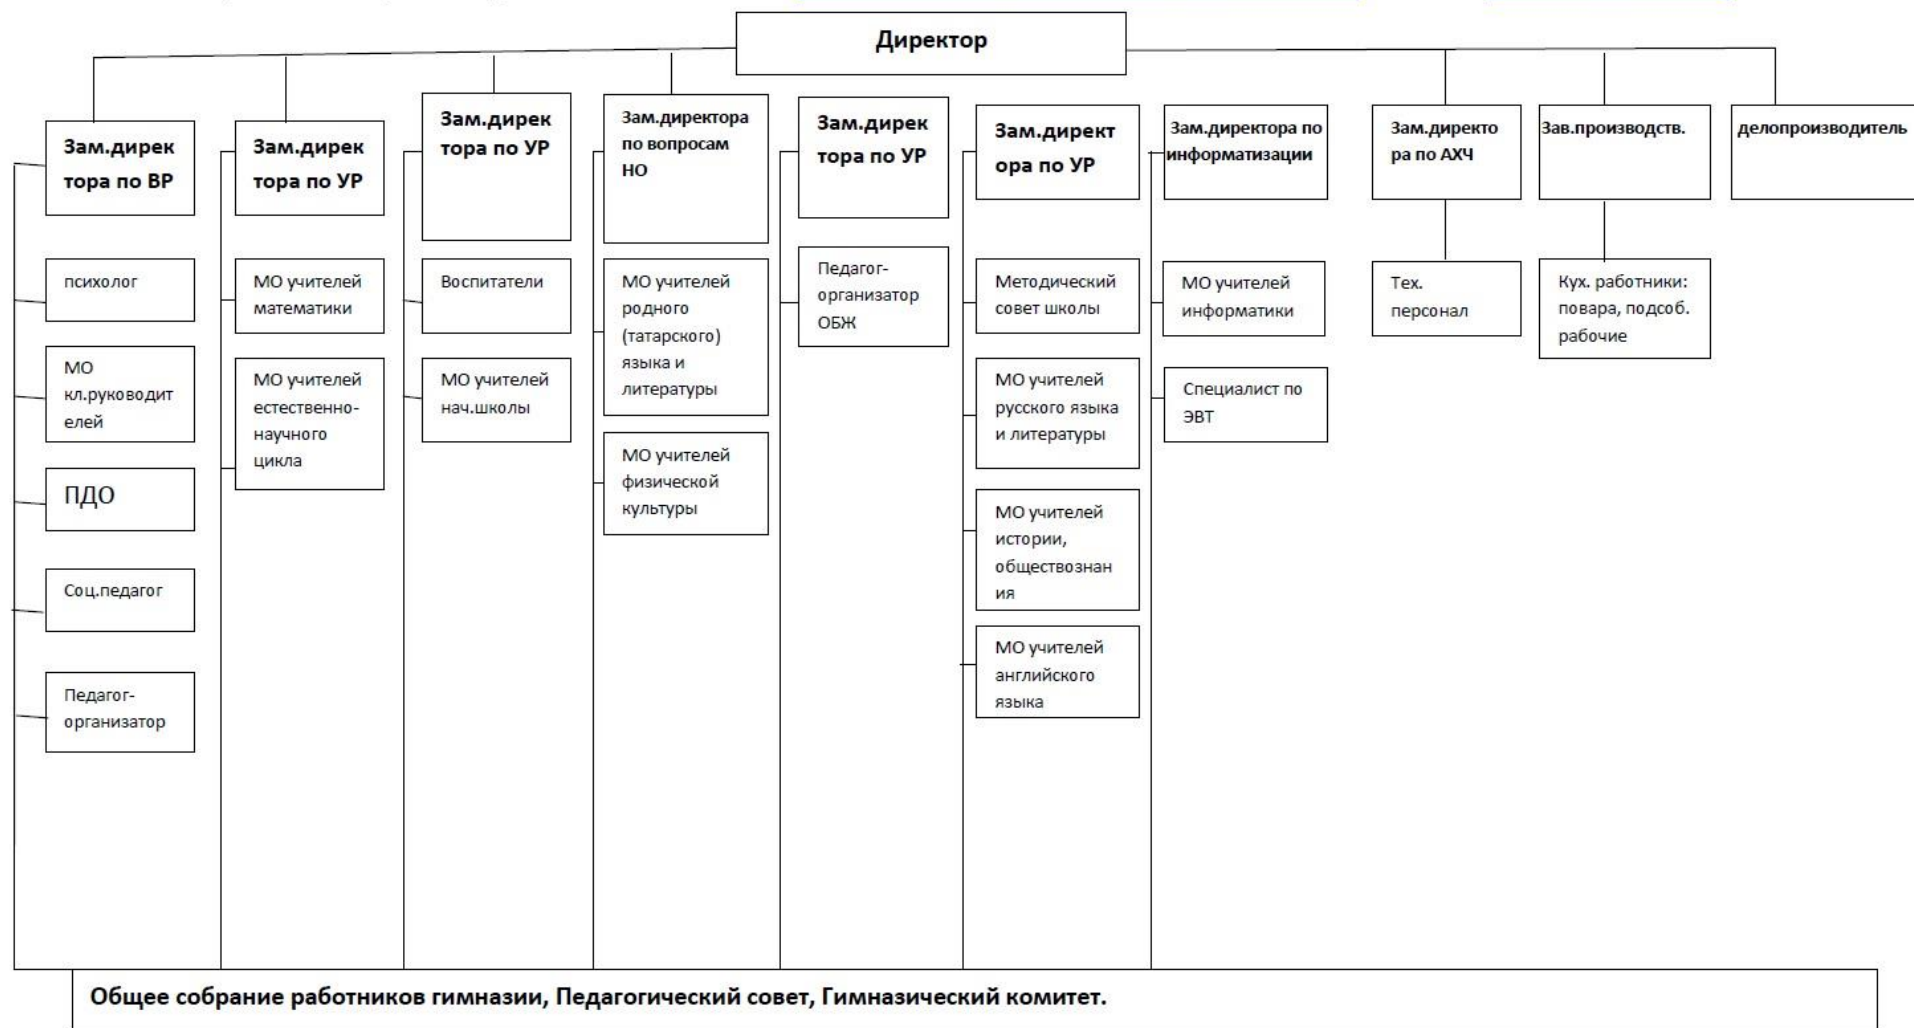 Директор
Зам.дирек
тора по ВР
Зам.дирек
тора по УР
Зам.дирек
тора по УР
Зам.директора
по вопросам
НО
Зам.дирек
тора по УР
Зам.директ
ора по УР
Зам.директора по
информатизации
Зам.директо
ра по АХЧ
Зав.производств.
делопроизводитель
психолог
МО
кл.руководит
елей
ПДО
Соц.педагог
Педагог-
организатор
МО учителей
математики
МО учителей
естественно-
научного
цикла
Воспитатели
МО учителей
нач.школы
МО учителей
родного
(татарского)
языка и
литературы
МО учителей
физической
культуры
Педагог-
организатор
ОБЖ
Методический
совет школы
МО учителей
русского языка
и литературы
МО учителей
истории,
обществознан
ия
МО учителей
английского
языка
МО учителей
информатики
Специалист по
ЭВТ
Тех.
персонал
Кух. работники:
повара, подсоб.
рабочие
Общее собрание работников гимназии, Педагогический совет, Гимназический комитет.